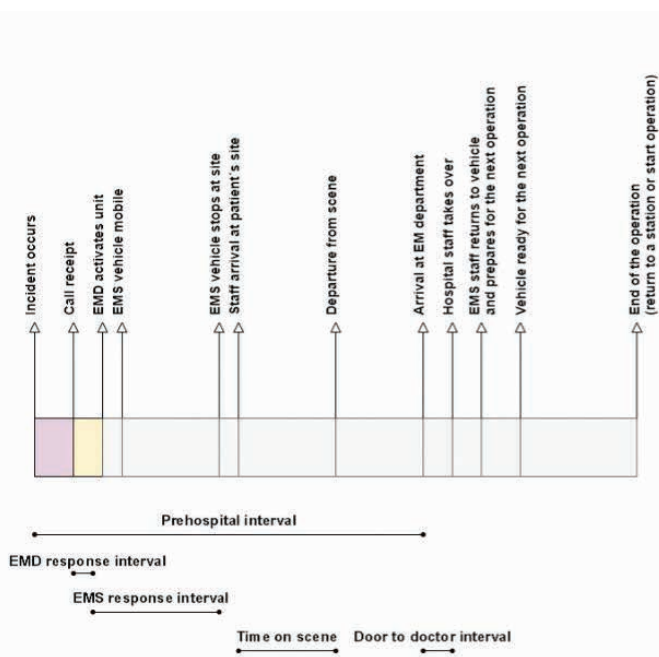 Incident occurs
Call receipt
EMD activates unit
EMS vehicle mobile
EMS vehicle stops at site
Staff arrival at patient´s site
Departure from scene
Arrival at EM department
Hospital staff takes over
EMS staff returns to vehicle
and prepares for the next operation
Vehicle ready for the next operation
End of the operation
(return to a station or start operation)
Prehospital interval
EMD response interval
EMS response interval
Time on scene
Door to doctor interval